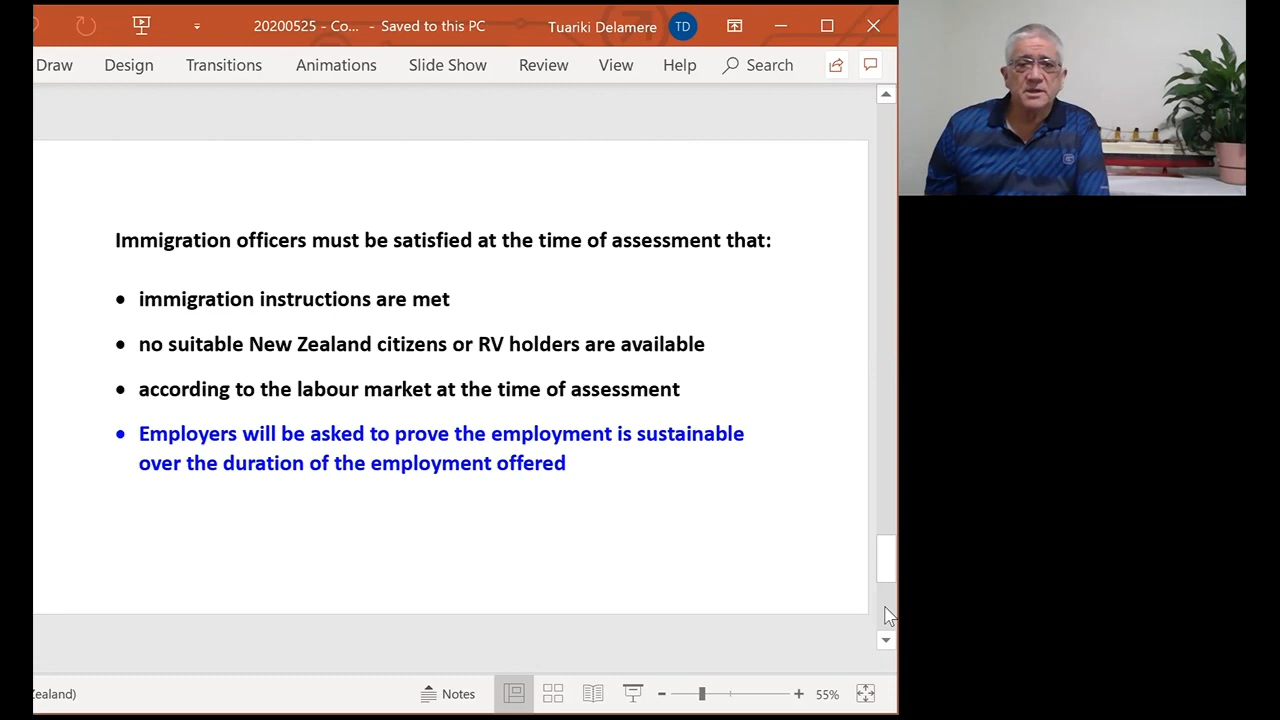 20200525 - Co... - Saved to this PC
Tuariki Delamere
TD
Draw Design Transitions Animations Slide Show Review View Help Search
Immigration officers must be satisfied at the time of assessment that:
• immigration instructions are met
• no suitable New Zealand citizens or RV holders are available
• according to the labour market at the time of assessment
• Employers will be asked to prove the employment is sustainable
over the duration of the employment offered
Zealand)
Notes
55%